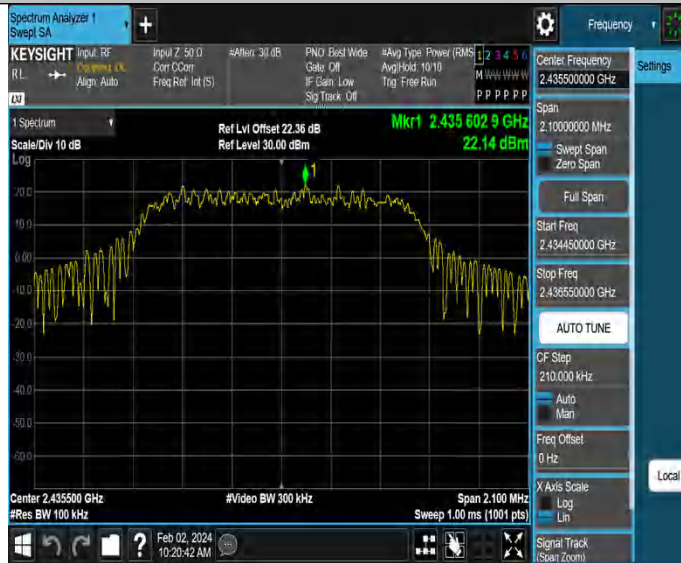 Spectrum Analyzer 1
Swept SA
+
Frequency
KEYSIGHT
RL
Input: RF
Coupling: DC
Align: Auto
Input Z: 50 Ω
Corr CCorr
Freq Ref: Int (S)
#Atten: 30 dB
PNO: Best Wide
Gate: Off
IF Gain: Low
Sig Track: Off
#Avg Type: Power (RMS
Avg|Hold: 10/10
Trig: Free Run
1 2 3 4 5 6
M W W W W W
P P P P P P
LXI
1 Spectrum
Scale/Div 10 dB
Log
Ref Lvl Offset 22.36 dB
Ref Level 30.00 dBm
Mkr1 2.435 602 9 GHz
22.14 dBm
1
20.0
10.0
0.00
-10.0
-20.0
-30.0
-40.0
-50.0
-60.0
Center 2.435500 GHz
#Res BW 100 kHz
#Video BW 300 kHz
Span 2.100 MHz
Sweep 1.00 ms (1001 pts)
?
Feb 02, 2024
10:20:42 AM
Center Frequency
2.435500000 GHz
Span
2.10000000 MHz
Swept Span
Zero Span
Full Span
Start Freq
2.434450000 GHz
Stop Freq
2.436550000 GHz
AUTO TUNE
CF Step
210.000 kHz
Auto
Man
Freq Offset
0 Hz
X Axis Scale
Log
Lin
Signal Track
(Span Zoom)
Settings
Local